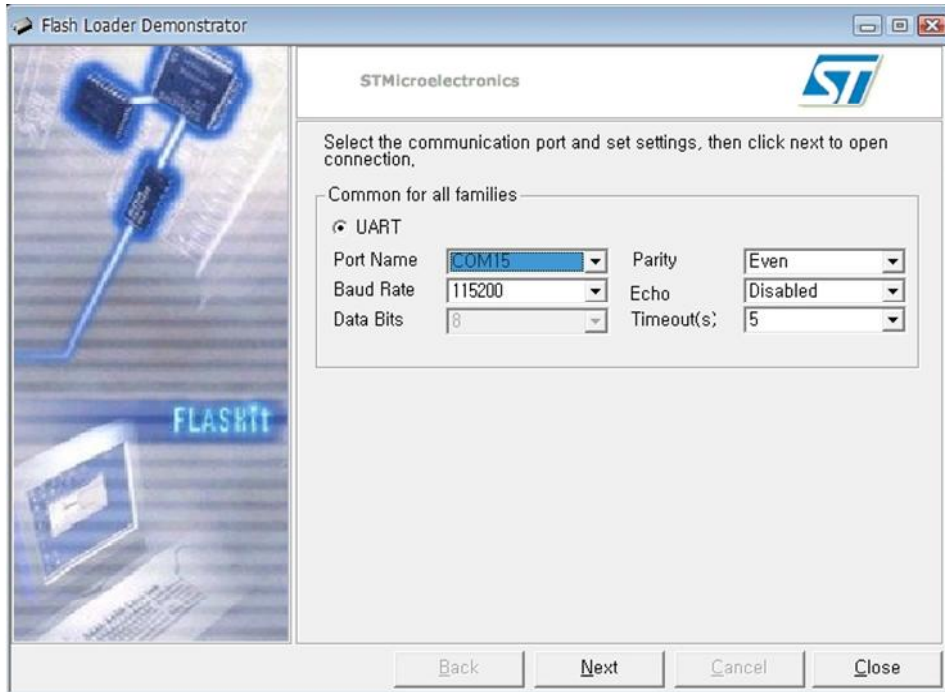 Flash Loader Demonstrator
STMicroelectronics
ST
Select the communication port and set settings, then click next to open
connection,
Common for all families
UART
Port Name COM15 Parity Even
Baud Rate 115200 Echo Disabled
Data Bits 8 Timeout(s) 5
FLASHit
Back Next Cancel Close